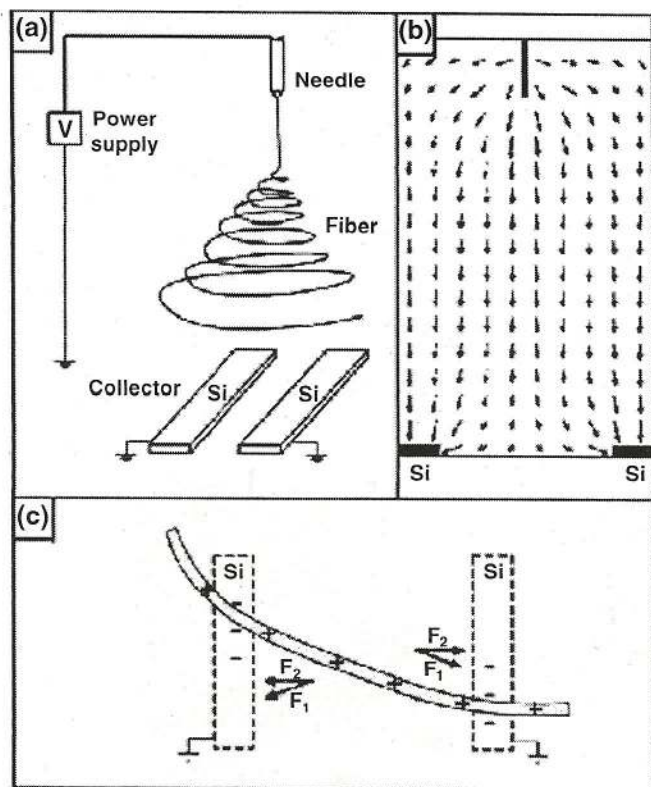 (a)
Needle
V
Power
supply
Fiber
Collector
Si
Si
(b)
Si
Si
(c)
Si
Si
F2
F1
F2
F1